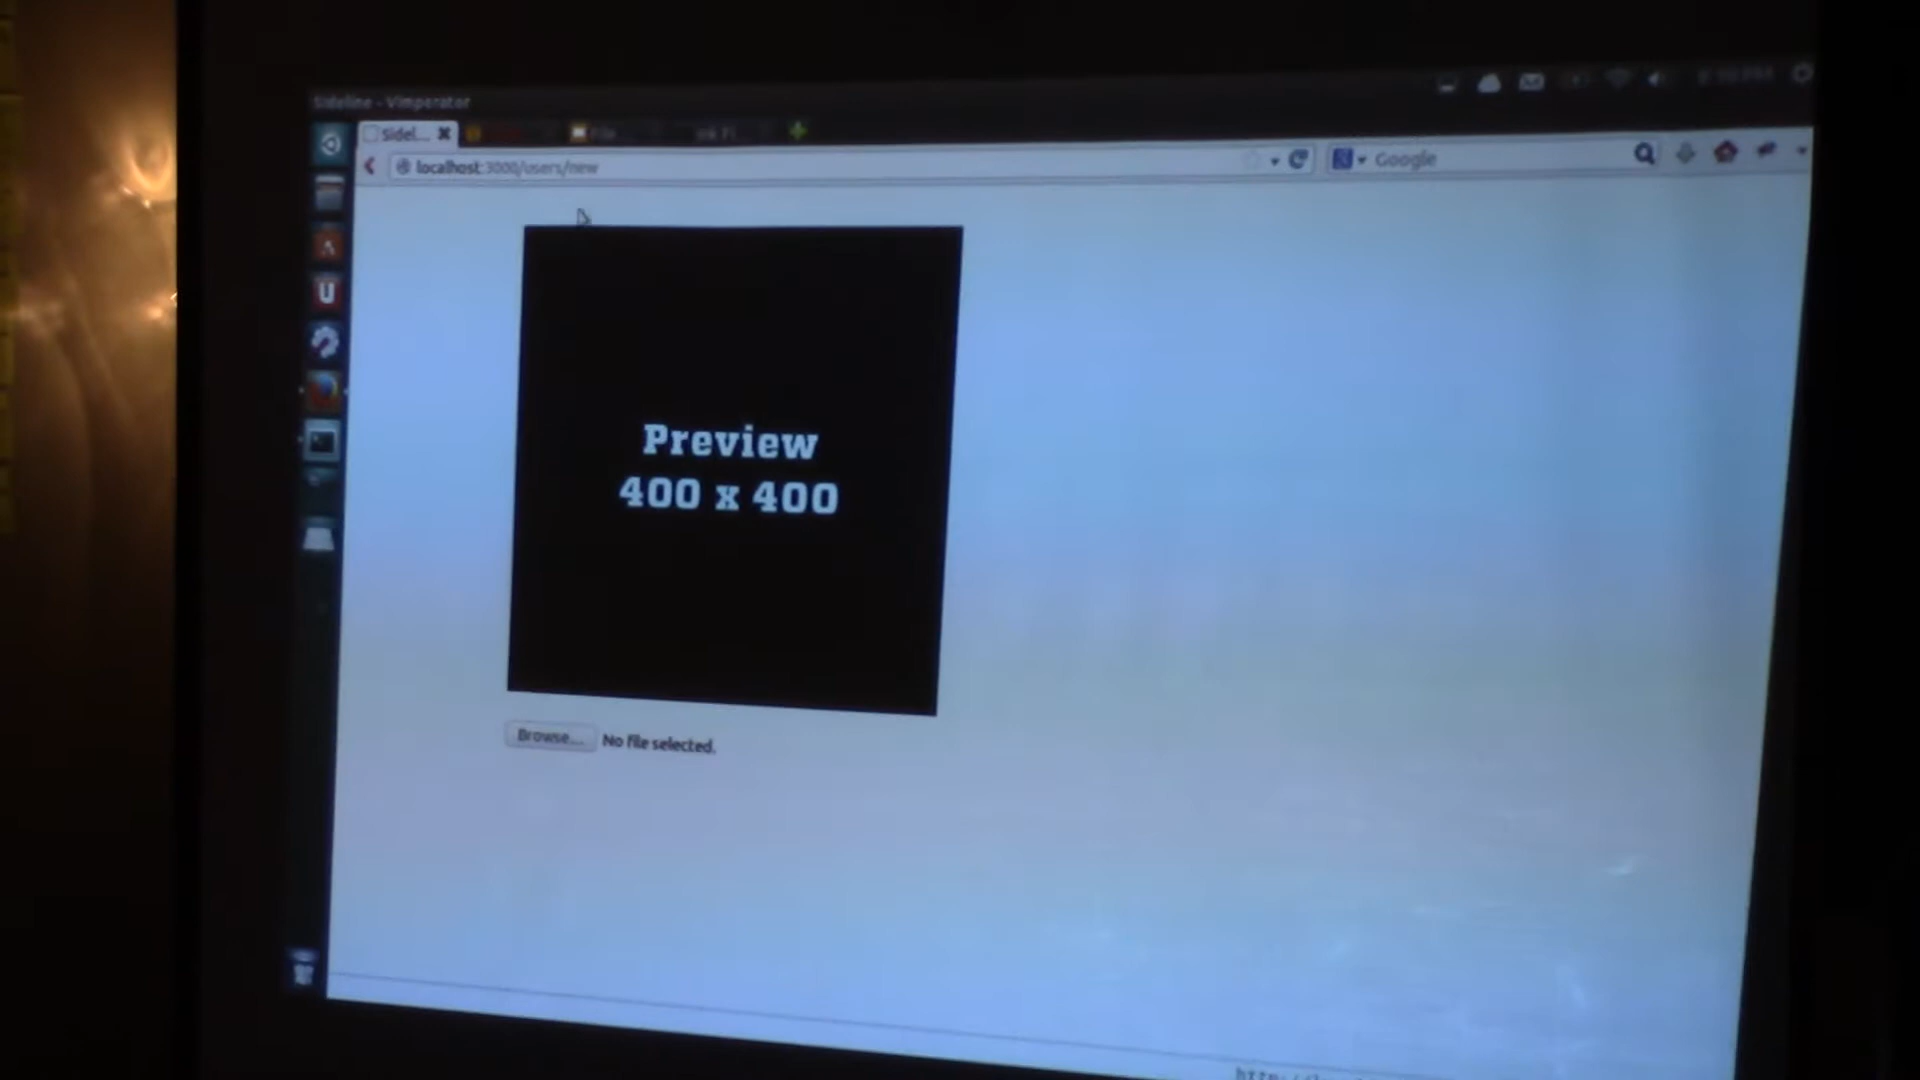 Sideline - Vimperator
Sidel...
localhost:3000/users/new
Google
Preview
400 x 400
Browse... No file selected.